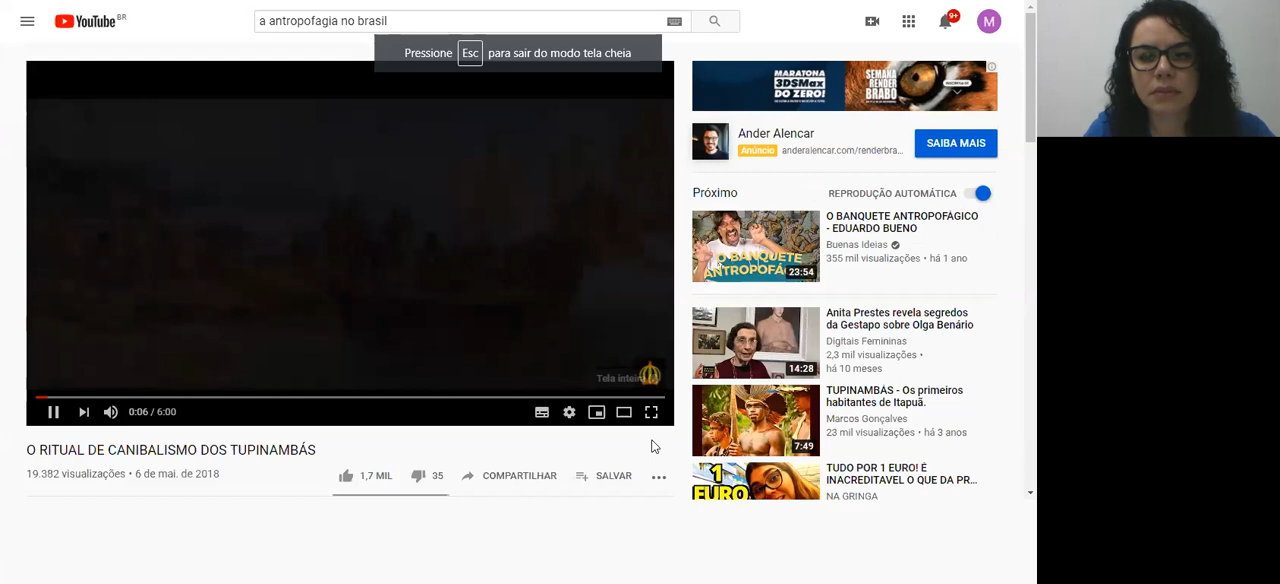 YouTube BR
a antropofagia no brasil
9+
M
Pressione Esc para sair do modo tela cheia
MARATONA
3DSMax
DO ZERO!
SEMANA
RENDER
BRABO
Ander Alencar
Anúncio anderalencar.com/renderbra...
SAIBA MAIS
Próximo
REPRODUÇÃO AUTOMÁTICA
O BANQUETE
ANTROPOFÁ
23:54
O BANQUETE ANTROPOFÁGICO
- EDUARDO BUENO
Buenas Ideias
355 mil visualizações • há 1 ano
14:28
Anita Prestes revela segredos
da Gestapo sobre Olga Benário
Digitais Femininas
2,3 mil visualizações •
há 10 meses
7:49
TUPINAMBÁS - Os primeiros
habitantes de Itapuã.
Marcos Gonçalves
23 mil visualizações • há 3 anos
1
EURO
TUDO POR 1 EURO! É
INACREDITAVEL O QUE DA PR...
NA GRINGA
Tela inteira
0:06 / 6:00
O RITUAL DE CANIBALISMO DOS TUPINAMBÁS
19.382 visualizações • 6 de mai. de 2018
1,7 MIL
35
COMPARTILHAR
SALVAR